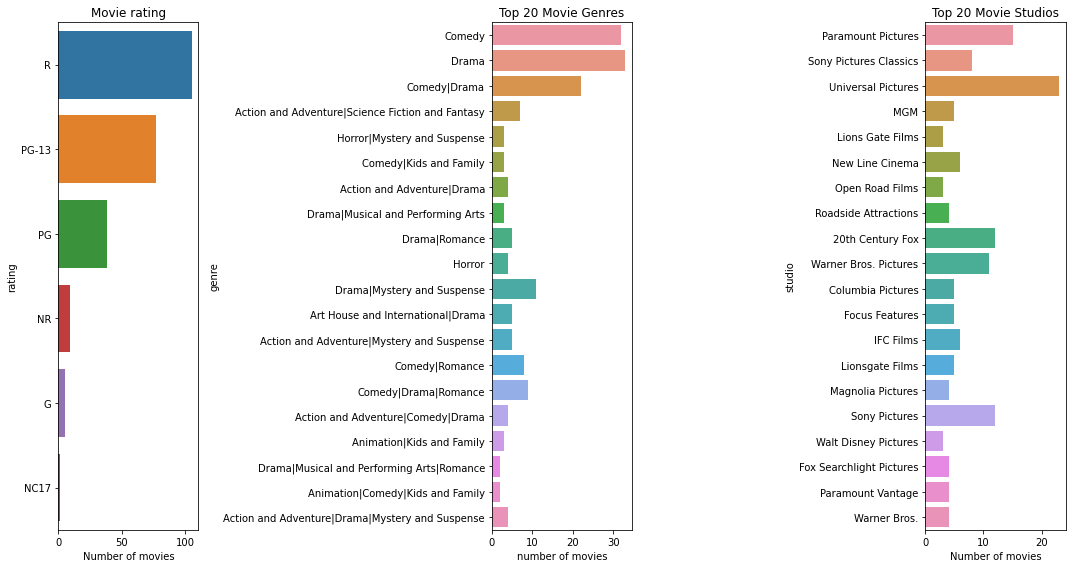 Movie rating
R
PG-13
PG
NR
G
NC17
rating
0
50
100
Number of movies
Top 20 Movie Genres
Comedy
Drama
Comedy|Drama
Action and Adventure|Science Fiction and Fantasy
Horror|Mystery and Suspense
Comedy|Kids and Family
Action and Adventure|Drama
Drama|Musical and Performing Arts
Drama|Romance
Horror
Drama|Mystery and Suspense
Art House and International|Drama
Action and Adventure|Mystery and Suspense
Comedy|Romance
Comedy|Drama|Romance
Action and Adventure|Comedy|Drama
Animation|Kids and Family
Drama|Musical and Performing Arts|Romance
Animation|Comedy|Kids and Family
Action and Adventure|Drama|Mystery and Suspense
genre
0
10
20
30
number of movies
Top 20 Movie Studios
Paramount Pictures
Sony Pictures Classics
Universal Pictures
MGM
Lions Gate Films
New Line Cinema
Open Road Films
Roadside Attractions
20th Century Fox
Warner Bros. Pictures
Columbia Pictures
Focus Features
IFC Films
Lionsgate Films
Magnolia Pictures
Sony Pictures
Walt Disney Pictures
Fox Searchlight Pictures
Paramount Vantage
Warner Bros.
studio
0
10
20
Number of movies